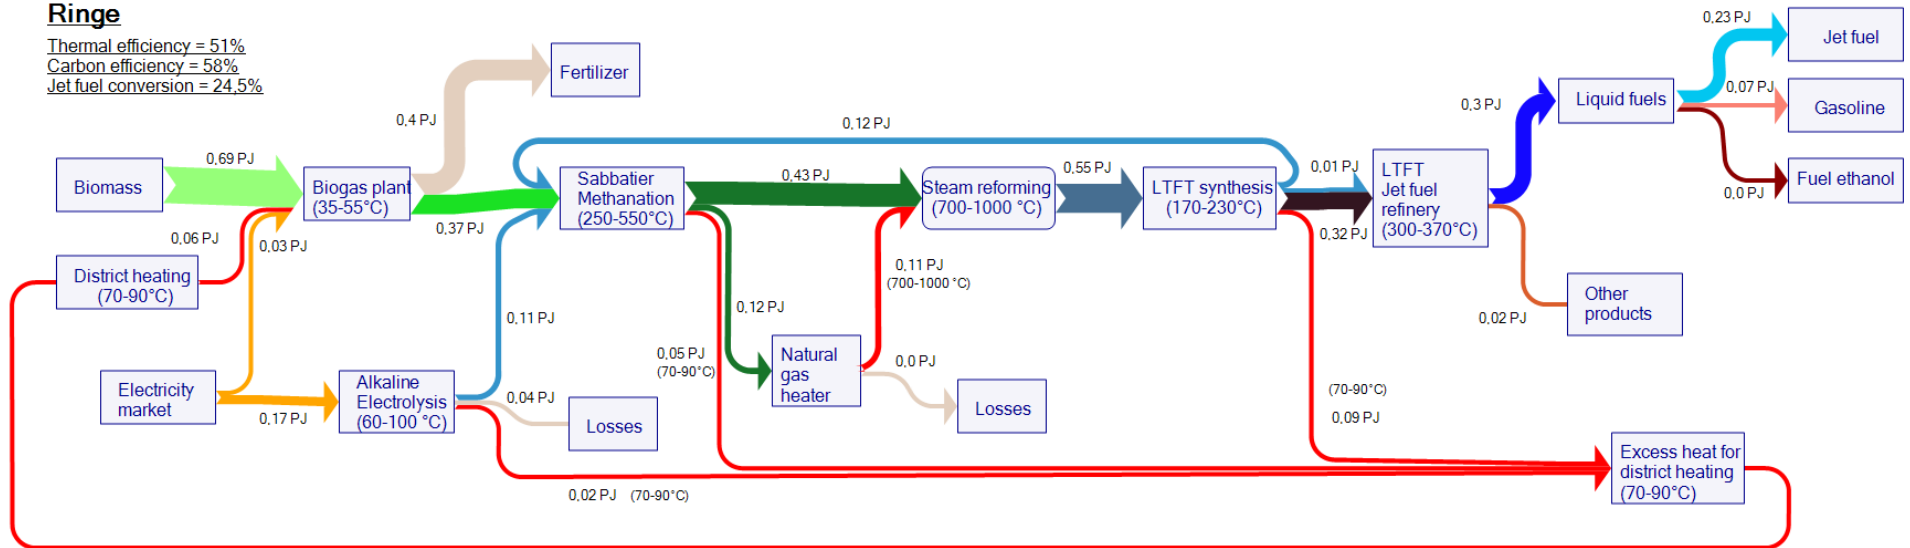 Ringe
Thermal efficiency = 51%
Carbon efficiency = 58%
Jet fuel conversion = 24,5%
0,23 PJ
Jet fuel
Fertilizer
0,4 PJ
0,07 PJ
Liquid fuels
0,3 PJ
Gasoline
0,12 PJ
Biomass
0,69 PJ
Biogas plant
(35-55°C)
0,37 PJ
Sabbatier
Methanation
(250-550°C)
0,43 PJ
Steam reforming
(700-1000 °C)
0,55 PJ
LTFT synthesis
(170-230°C)
0,01 PJ
0,32 PJ
LTFT
Jet fuel
refinery
(300-370°C)
Fuel ethanol
0,0 PJ
0,06 PJ
0,03 PJ
District heating
(70-90°C)
0,11 PJ
(700-1000 °C)
0,11 PJ
0,12 PJ
Other
products
0,02 PJ
Electricity
market
0,17 PJ
Alkaline
Electrolysis
(60-100 °C)
0,04 PJ
Losses
0,05 PJ
(70-90°C)
Natural
gas
heater
0,0 PJ
Losses
(70-90°C)
0,09 PJ
0,02 PJ (70-90°C)
Excess heat for
district heating
(70-90°C)